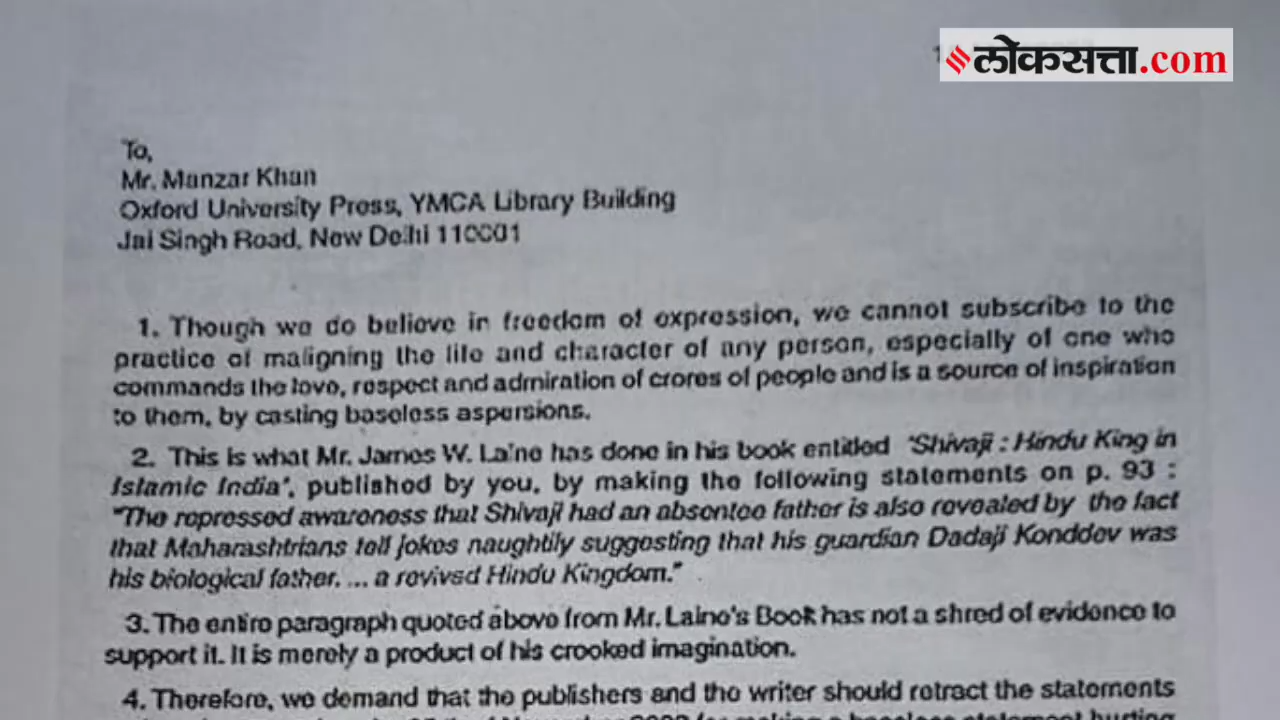 लोकसत्ता.com
To,
Mr. Manzar Khan
Oxford University Press, YMCA Library Building
Jai Singh Road, New Delhi 110001
1. Though we do believe in freedom of expression, we cannot subscribe to the
practice of maligning the life and character of any person, especially of one who
commands the love, respect and admiration of crores of people and is a source of inspiration
to them, by casting baseless aspersions.
2. This is what Mr. James W. Laine has done in his book entitled 'Shivaji : Hindu King in
Islamic India', published by you, by making the following statements on p. 93 :
"The repressed awareness that Shivaji had an absentee father is also revealed by the fact
that Maharashtrians tell jokes naughtily suggesting that his guardian Dadaji Konddev was
his biological father. ... a revived Hindu Kingdom."
3. The entire paragraph quoted above from Mr. Laine's Book has not a shred of evidence to
support it. It is merely a product of his crooked imagination.
4. Therefore, we demand that the publishers and the writer should retract the statements
for making a baseless statement hurting